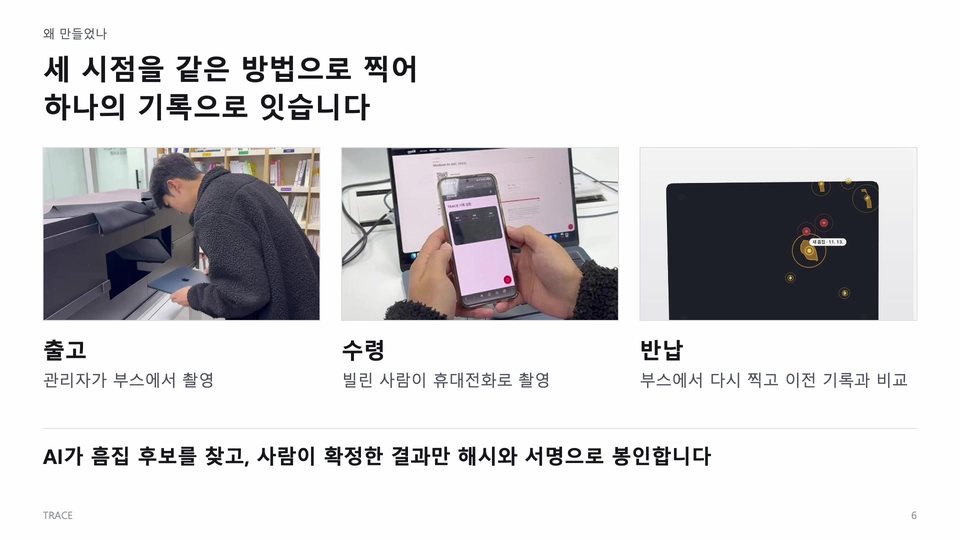 왜 만들었나
세 시점을 같은 방법으로 찍어
하나의 기록으로 잇습니다
새 흠집 · 11. 13.
출고
관리자가 부스에서 촬영
수령
빌린 사람이 휴대전화로 촬영
반납
부스에서 다시 찍고 이전 기록과 비교
AI가 흠집 후보를 찾고, 사람이 확정한 결과만 해시와 서명으로 봉인합니다
TRACE
6